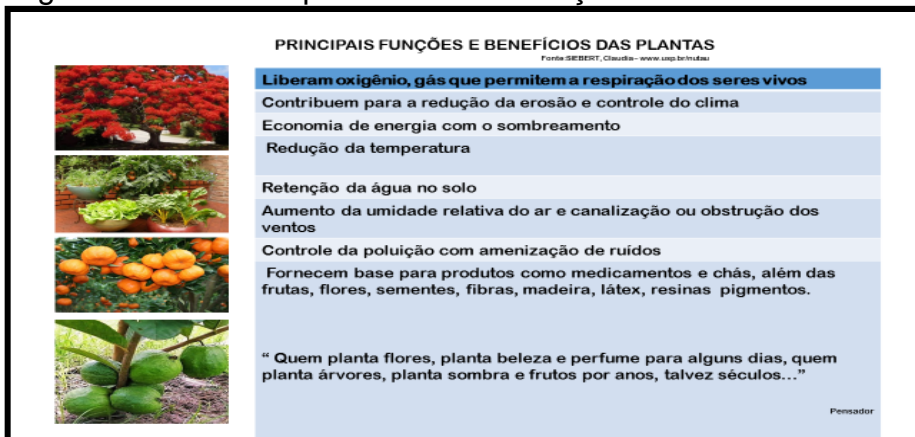 PRINCIPAIS FUNÇÕES E BENEFÍCIOS DAS PLANTAS
Fonte:SIEBERT, Claudia- www.usp.br/nutau
Liberam oxigênio, gás que permitem a respiração dos seres vivos
Contribuem para a redução da erosão e controle do clima
Economia de energia com o sombreamento
Redução da temperatura
Retenção da água no solo
Aumento da umidade relativa do ar e canalização ou obstrução dos
ventos
Controle da poluição com amenização de ruídos
Fornecem base para produtos como medicamentos e chás, além das
frutas, flores, sementes, fibras, madeira, látex, resinas pigmentos.
“ Quem planta flores, planta beleza e perfume para alguns dias, quem
planta árvores, planta sombra e frutos por anos, talvez séculos...”
Pensador